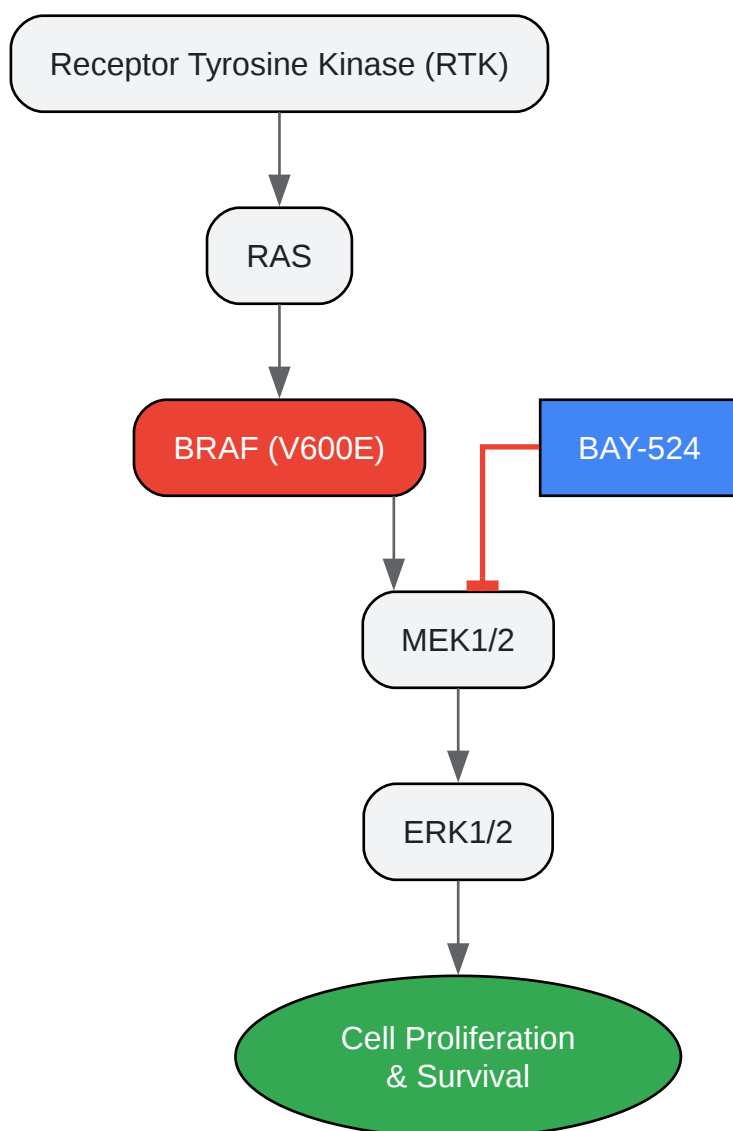 Receptor Tyrosine Kinase (RTK)
RAS
BRAF (V600E)
BAY-524
MEK1/2
ERK1/2
Cell Proliferation
& Survival